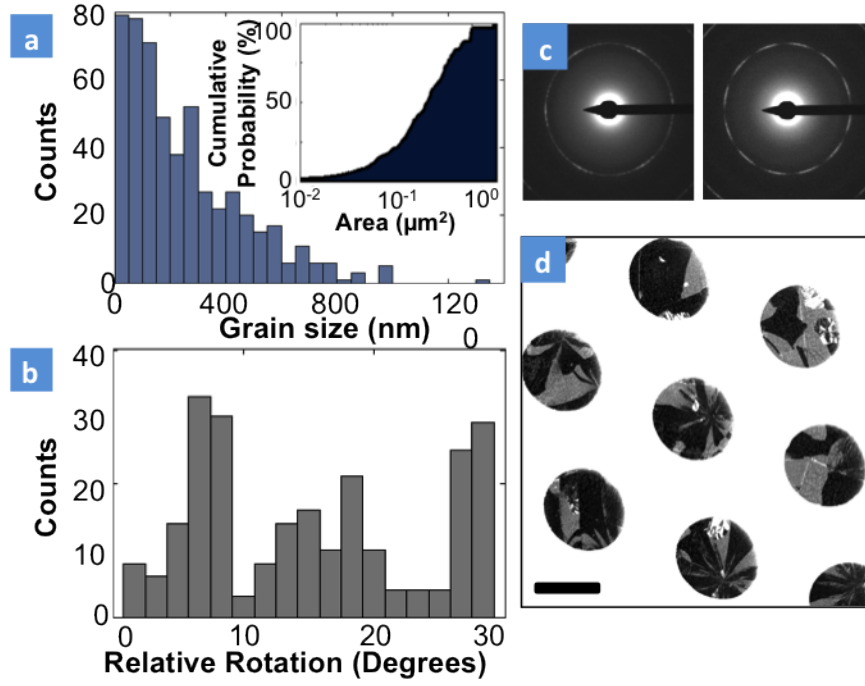 a
80
60
40
20
0
Counts
0
400
800
120
0
Grain size (nm)
Cumulative
Probability (%)
100
50
0
10-2
10-1
100
Area (µm2)
b
40
30
20
10
0
Counts
0
10
20
30
Relative Rotation (Degrees)
c
d